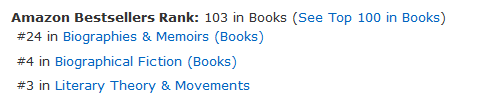 Amazon Bestsellers Rank: 103 in Books (See Top 100 in Books)
#24 in Biographies & Memoirs (Books)
#4 in Biographical Fiction (Books)
#3 in Literary Theory & Movements